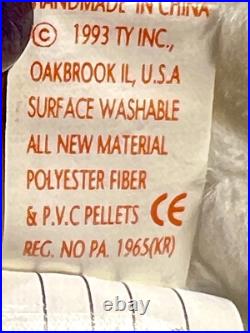 HANDMADE IN CHINA
© 1993 TY INC.,
OAKBROOK IL, U.S.A
SURFACE WASHABLE
ALL NEW MATERIAL
POLYESTER FIBER
& P.V.C PELLETS CE
REG. NO PA. 1965(KR)